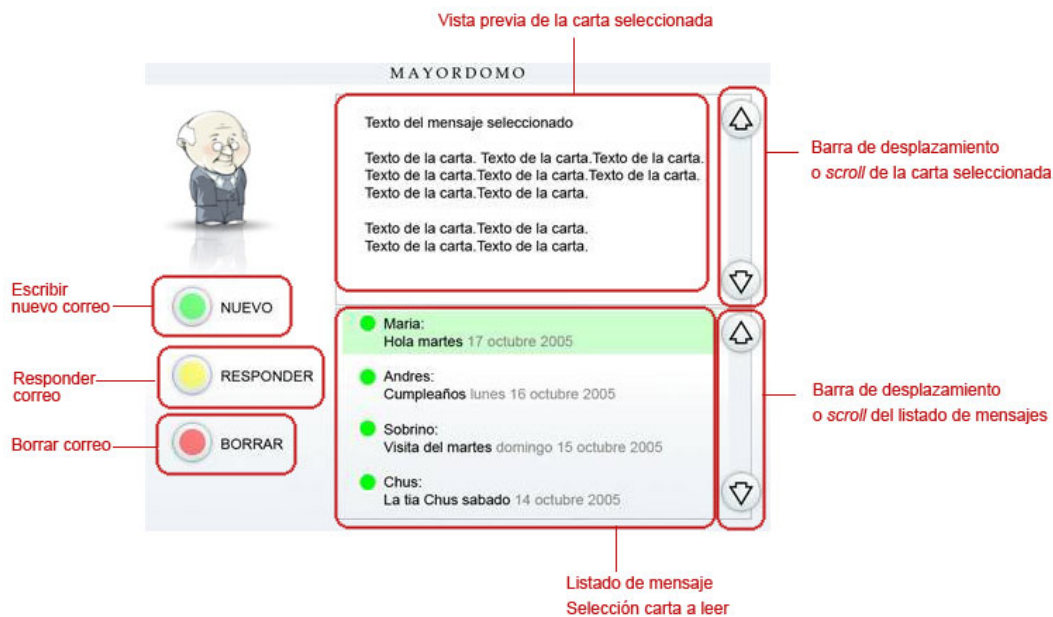 Vista previa de la carta seleccionada
MAYORDOMO
Texto del mensaje seleccionado
Texto de la carta. Texto de la carta.Texto de la carta.
Texto de la carta.Texto de la carta.Texto de la carta.
Texto de la carta.Texto de la carta.
Texto de la carta.Texto de la carta.
Texto de la carta.Texto de la carta.
Barra de desplazamiento
o scroll de la carta seleccionada
Escribir
nuevo correo
NUEVO
Responder
correo
RESPONDER
Borrar correo
BORRAR
Maria:
Hola martes 17 octubre 2005
Andres:
Cumpleaños lunes 16 octubre 2005
Sobrino:
Visita del martes domingo 15 octubre 2005
Chus:
La tia Chus sabado 14 octubre 2005
Barra de desplazamiento
o scroll del listado de mensajes
Listado de mensaje
Selección carta a leer